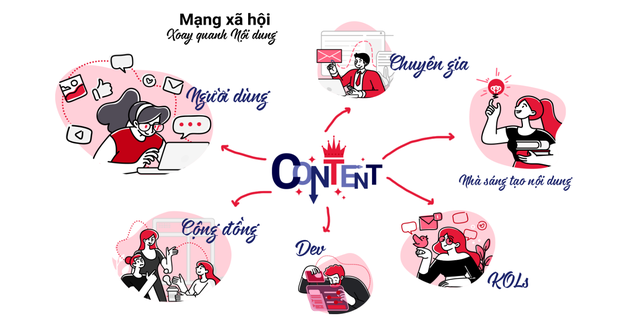 Mạng xã hội
Xoay quanh Nội dung
Chuyên gia
Người dùng
Nhà sáng tạo nội dung
CONTENT
Cộng đồng
Dev
KOLs